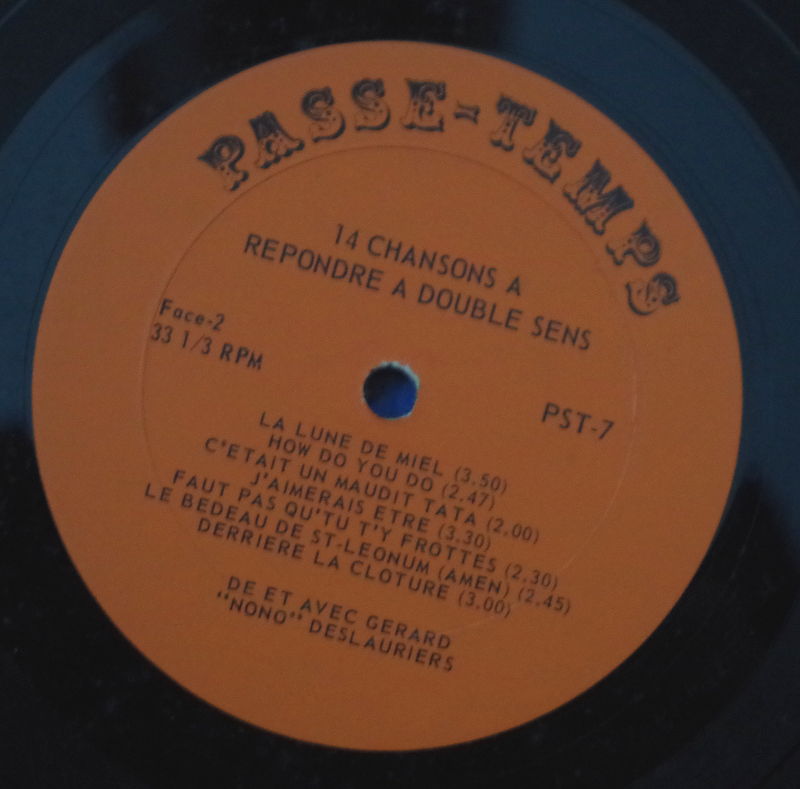 PASSE-TEMPS
14 CHANSONS A
REPONDRE A DOUBLE SENS
Face-2
33 1/3 RPM
PST-7
LA LUNE DE MIEL (3.50)
HOW DO YOU DO (2.47)
C'ETAIT UN MAUDIT TATA (2.00)
J'AIMERAIS ETRE (3.30)
FAUT PAS QU'TU T'Y FROTTES (2.30)
LE BEDEAU DE ST-LEONUM (AMEN) (2.45)
DERRIERE LA CLOTURE (3.00)
DE ET AVEC GERARD
"NONO" DESLAURIERS